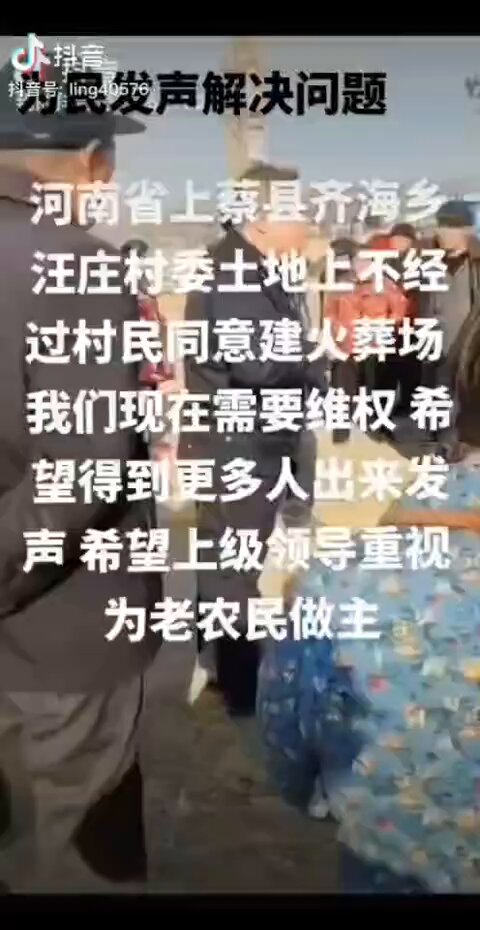 抖音
抖音号: ling40576
为民发声解决问题
河南省上蔡县齐海乡
汪庄村委土地上不经
过村民同意建火葬场
我们现在需要维权 希
望得到更多人出来发
声 希望上级领导重视
为老农民做主